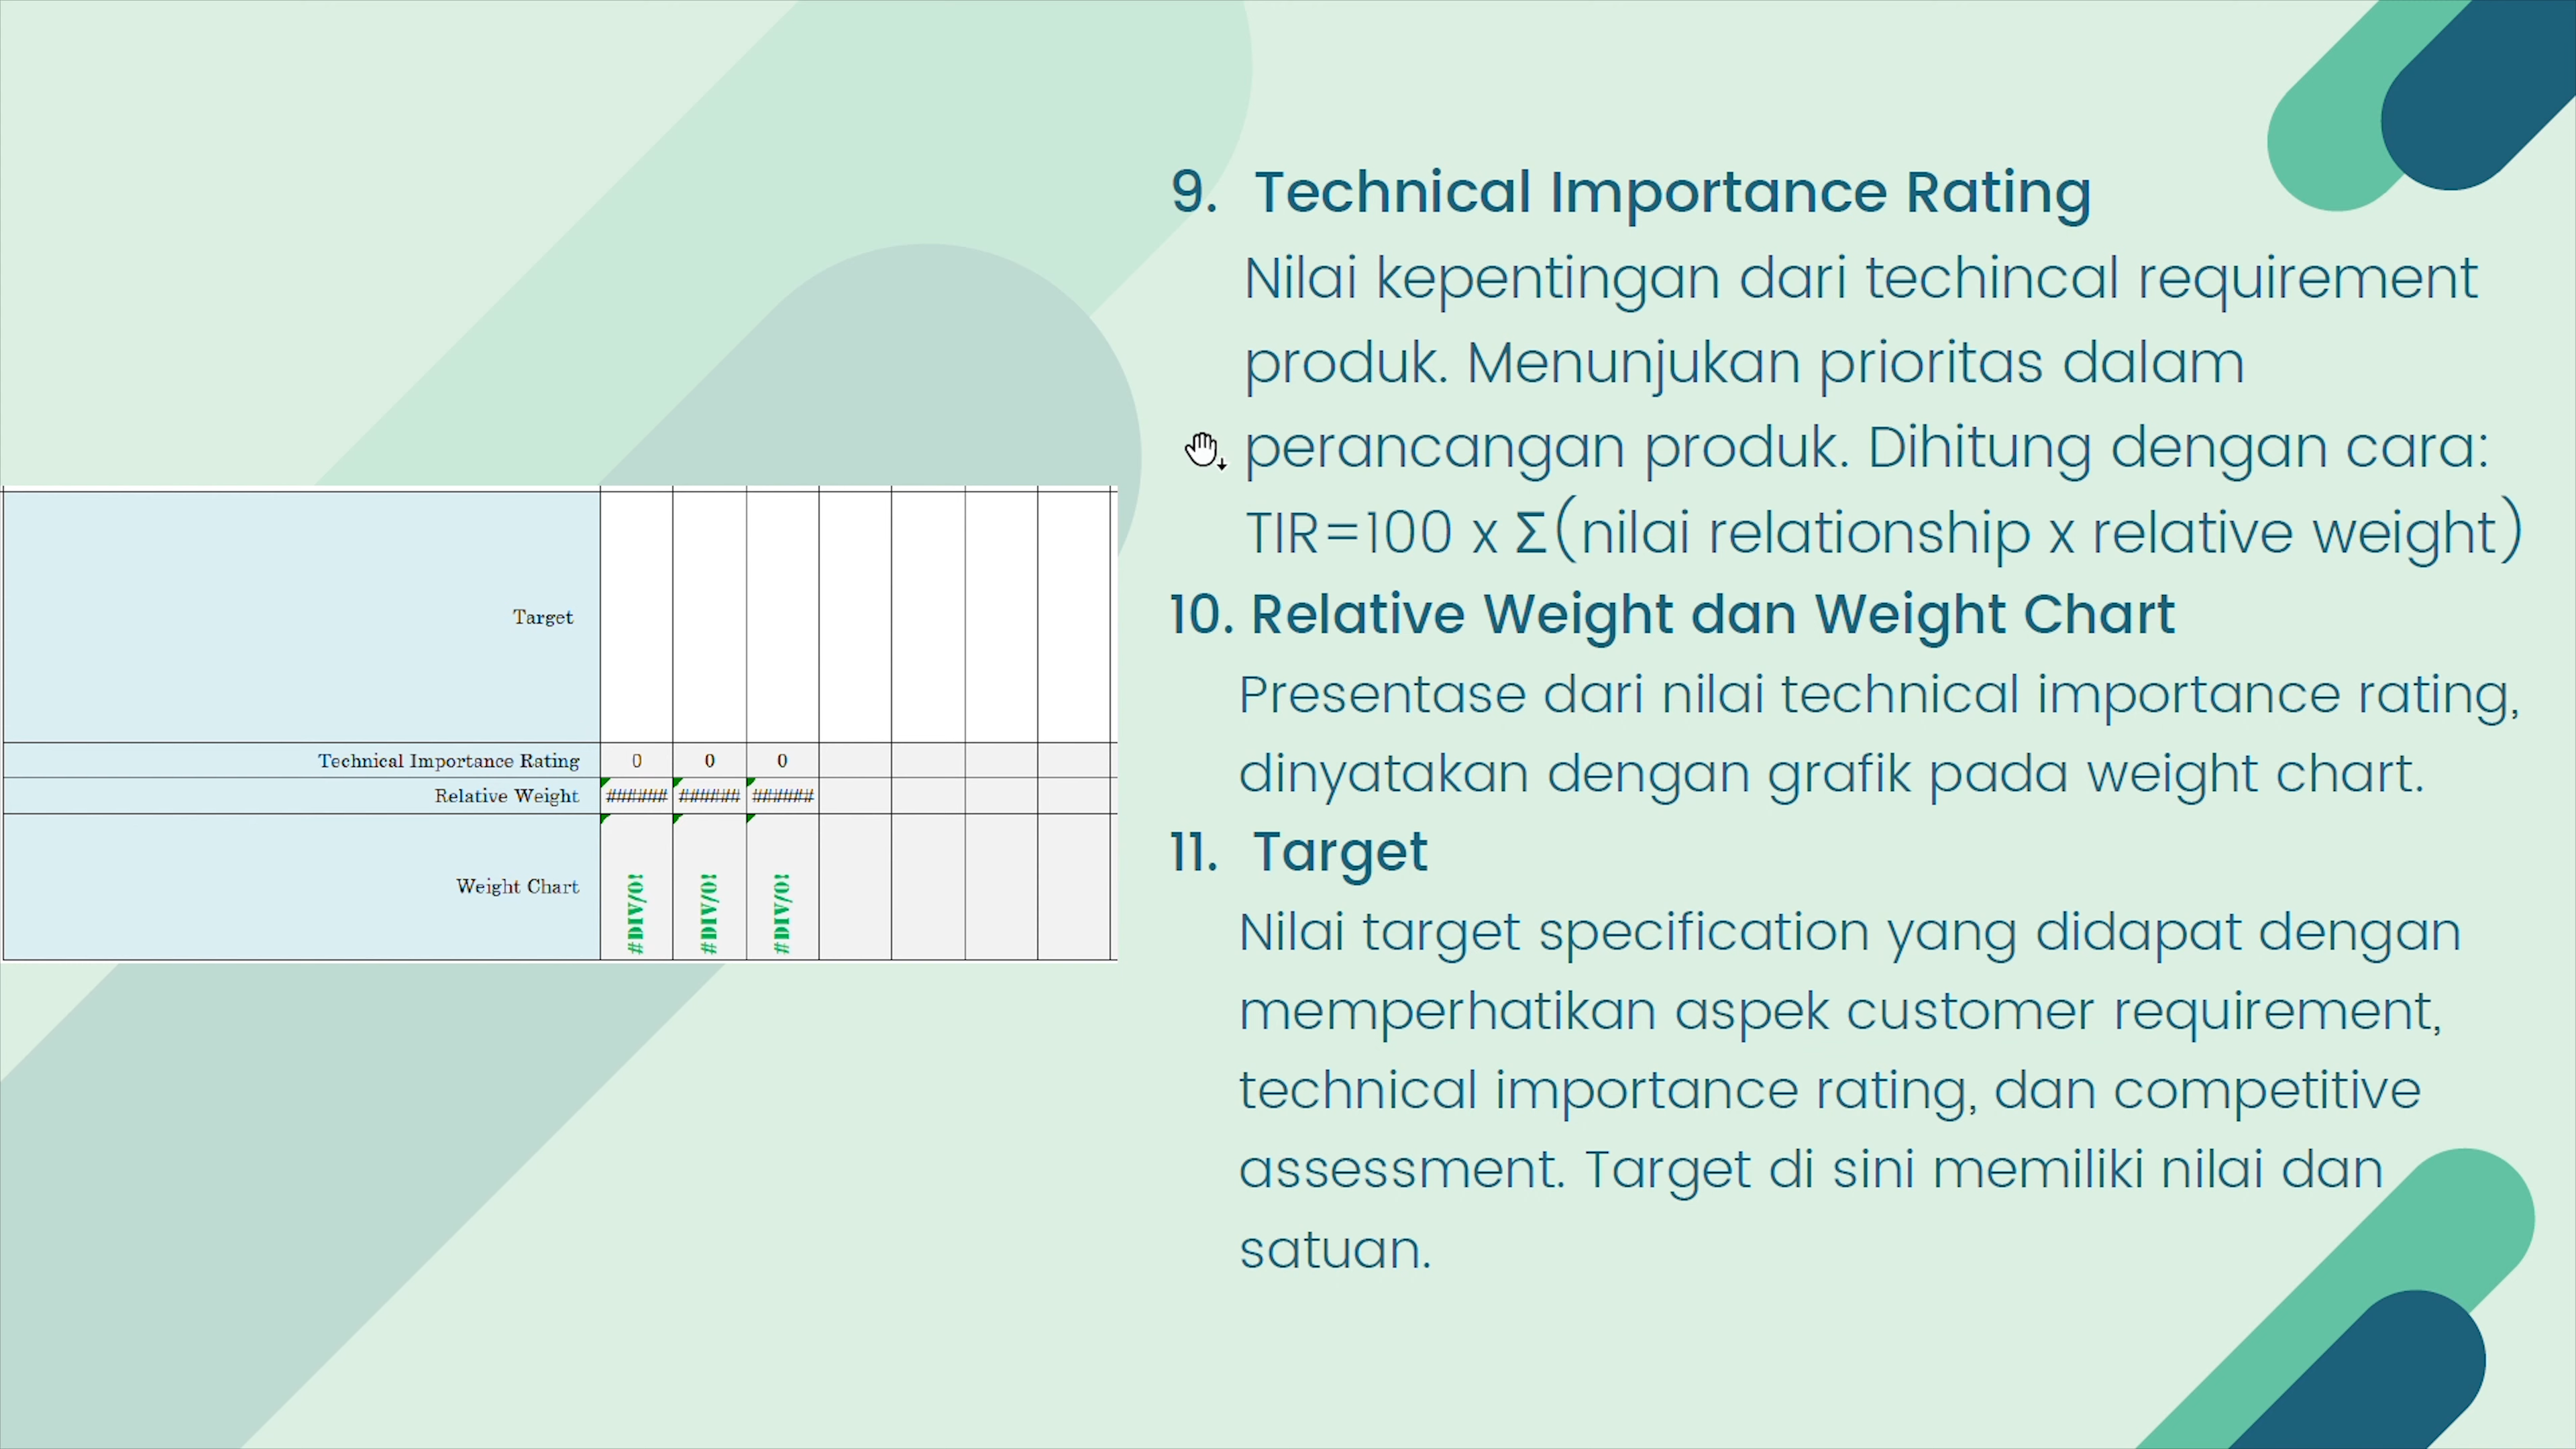 Target
Technical Importance Rating 0 0 0
Relative Weight ###### ###### ######
Weight Chart #DIV/0! #DIV/0! #DIV/0!
9. Technical Importance Rating
Nilai kepentingan dari techincal requirement
produk. Menunjukan prioritas dalam
perancangan produk. Dihitung dengan cara:
TIR=100 x Σ(nilai relationship x relative weight)
10. Relative Weight dan Weight Chart
Presentase dari nilai technical importance rating,
dinyatakan dengan grafik pada weight chart.
11. Target
Nilai target specification yang didapat dengan
memperhatikan aspek customer requirement,
technical importance rating, dan competitive
assessment. Target di sini memiliki nilai dan
satuan.